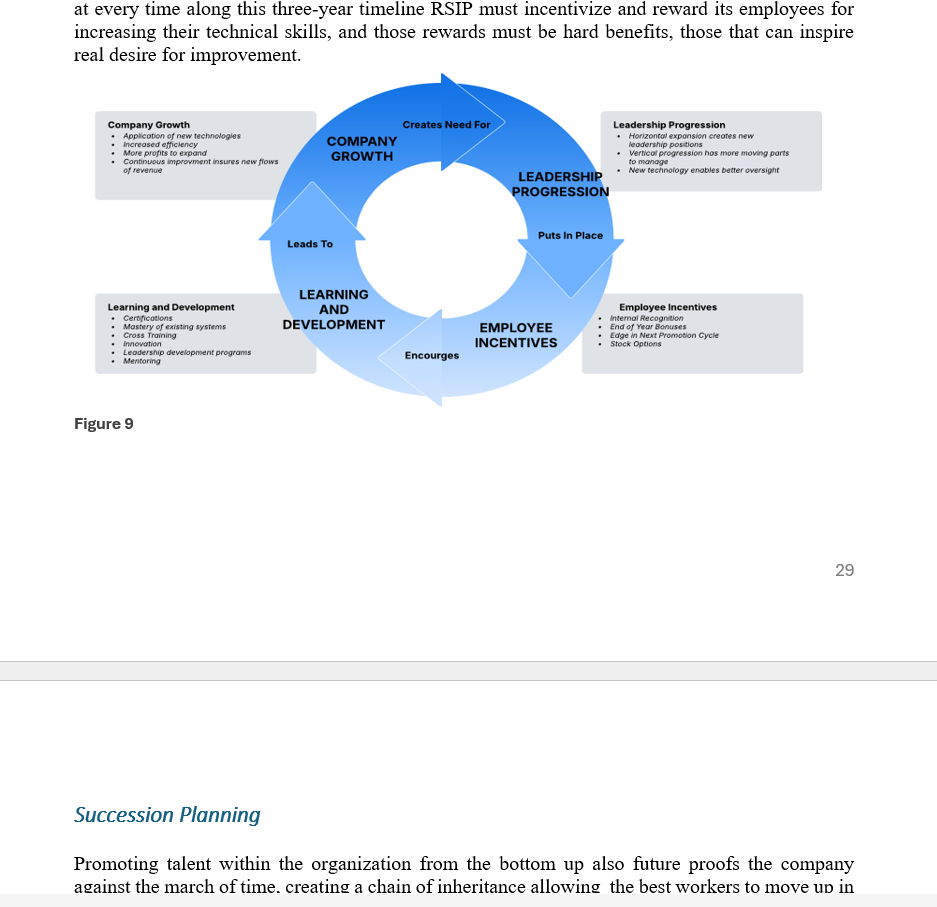 at every time along this three-year timeline RSIP must incentivize and reward its employees for
increasing their technical skills, and those rewards must be hard benefits, those that can inspire
real desire for improvement.
Company Growth
• Application of new technologies
• Increased efficiency
• More profits to expand
• Continuous improvment insures new flows
of revenue
Creates Need For
COMPANY
GROWTH
Leadership Progression
• Horizontal expansion creates new
leadership positions
• Vertical progression has more moving parts
to manage
• New technology enables better oversight
LEADERSHIP
PROGRESSION
Puts In Place
Leads To
Learning and Development
• Certifications
• Mastery of existing systems
• Cross Training
• Innovation
• Leadership development programs
• Mentoring
LEARNING
AND
DEVELOPMENT
Encourges
EMPLOYEE
INCENTIVES
Employee Incentives
• Internal Recognition
• End of Year Bonuses
• Edge in Next Promotion Cycle
• Stock Options
Figure 9
29
Succession Planning
Promoting talent within the organization from the bottom up also future proofs the company
against the march of time, creating a chain of inheritance allowing the best workers to move up in